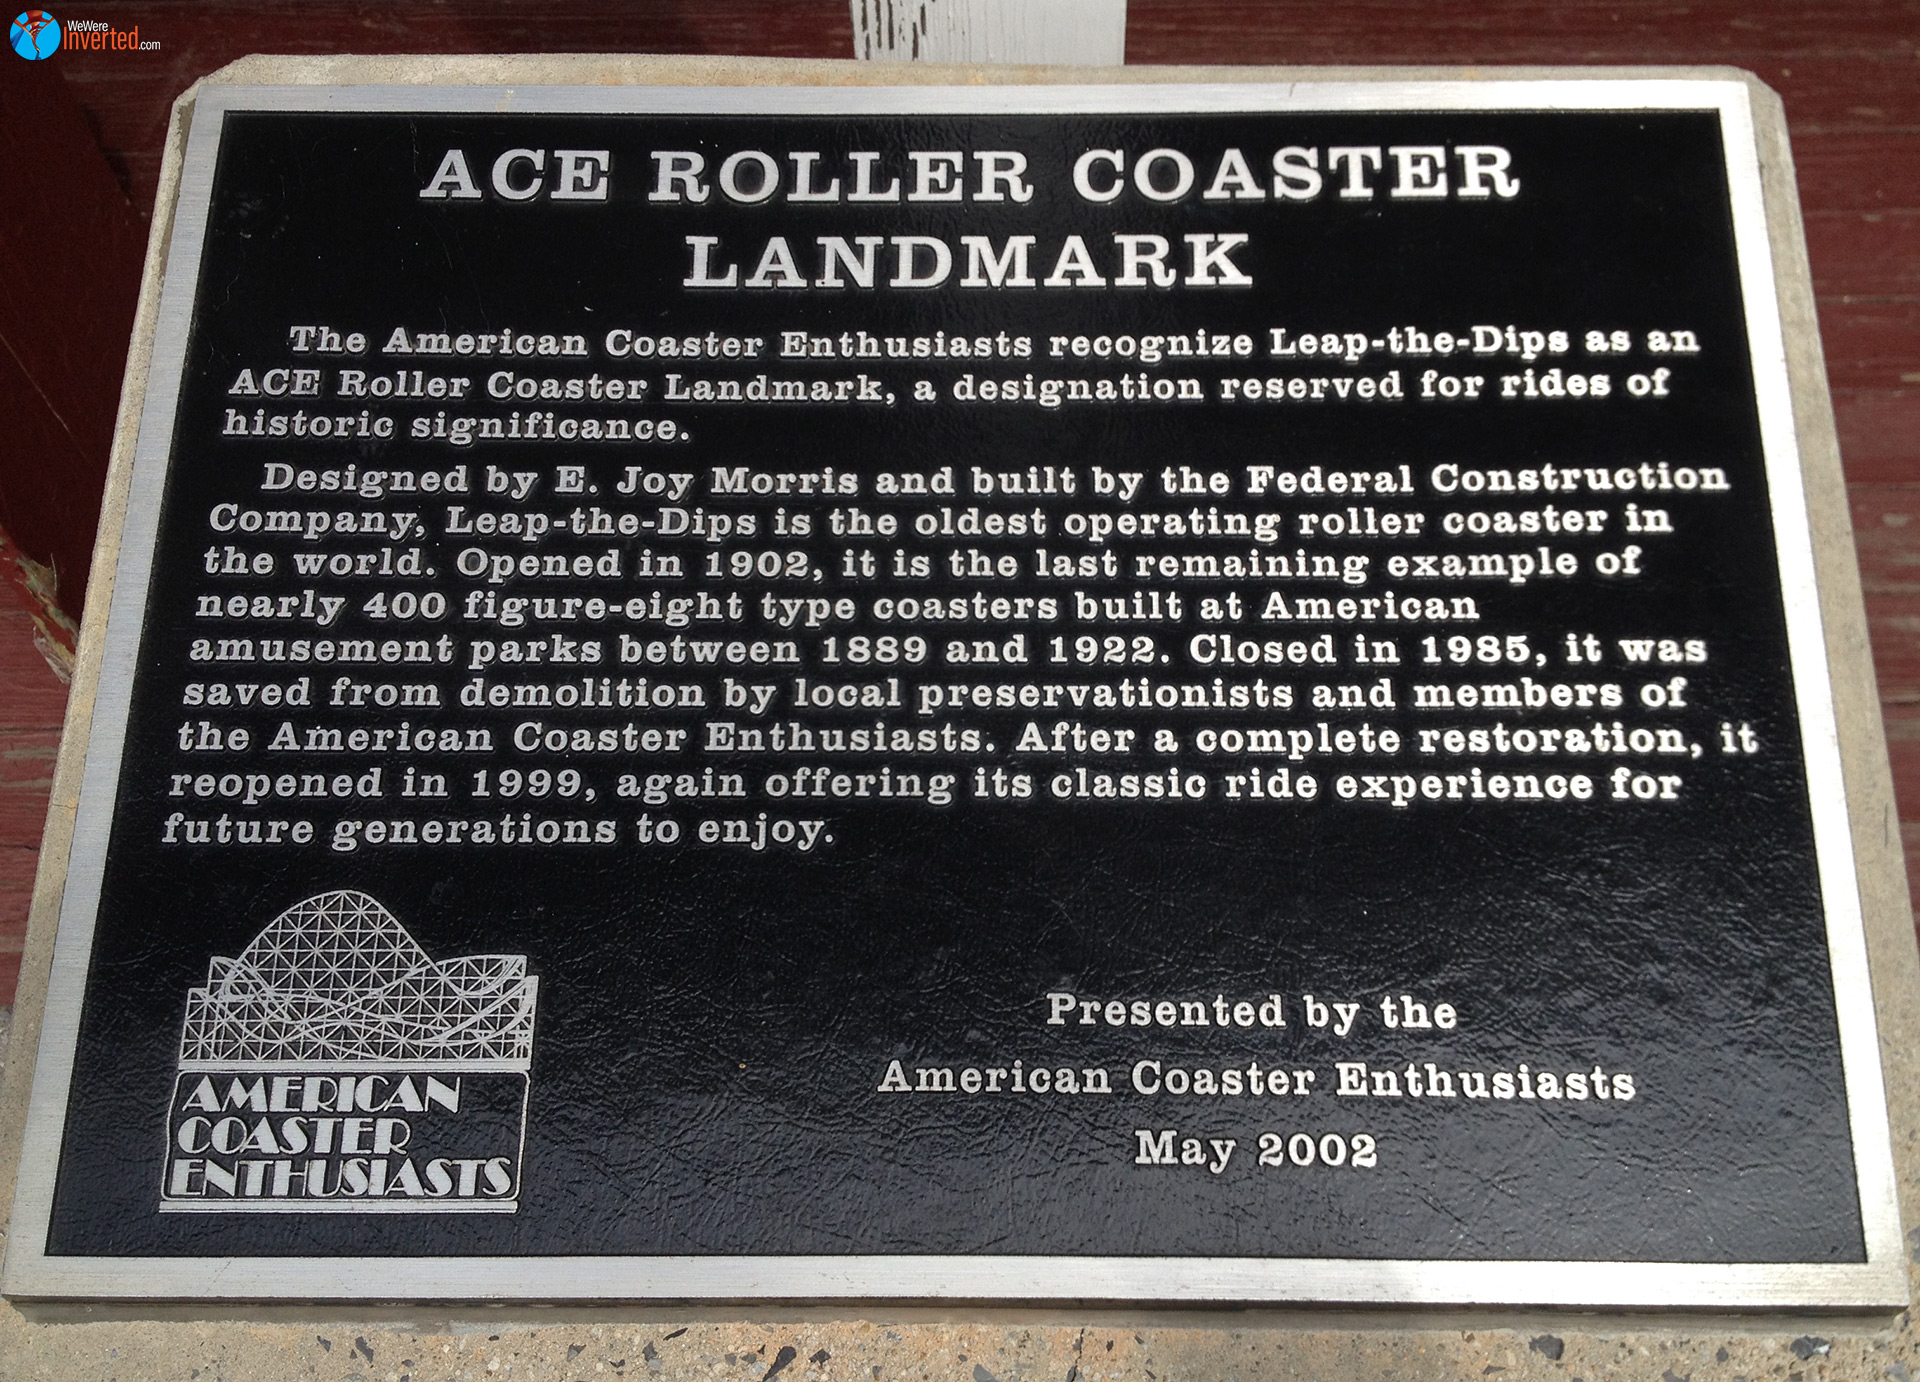 WeWere
Inverted.com
ACE ROLLER COASTER
LANDMARK
The American Coaster Enthusiasts recognize Leap-the-Dips as an
ACE Roller Coaster Landmark, a designation reserved for rides of
historic significance.
Designed by E. Joy Morris and built by the Federal Construction
Company, Leap-the-Dips is the oldest operating roller coaster in
the world. Opened in 1902, it is the last remaining example of
nearly 400 figure-eight type coasters built at American
amusement parks between 1889 and 1922. Closed in 1985, it was
saved from demolition by local preservationists and members of
the American Coaster Enthusiasts. After a complete restoration, it
reopened in 1999, again offering its classic ride experience for
future generations to enjoy.
Presented by the
American Coaster Enthusiasts
May 2002
AMERICAN
COASTER
ENTHUSIASTS